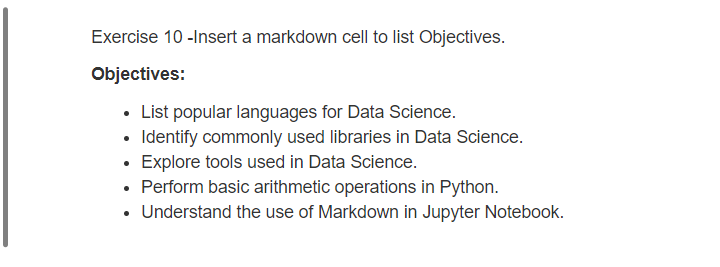 Exercise 10 -Insert a markdown cell to list Objectives.
Objectives:
• List popular languages for Data Science.
• Identify commonly used libraries in Data Science.
• Explore tools used in Data Science.
• Perform basic arithmetic operations in Python.
• Understand the use of Markdown in Jupyter Notebook.